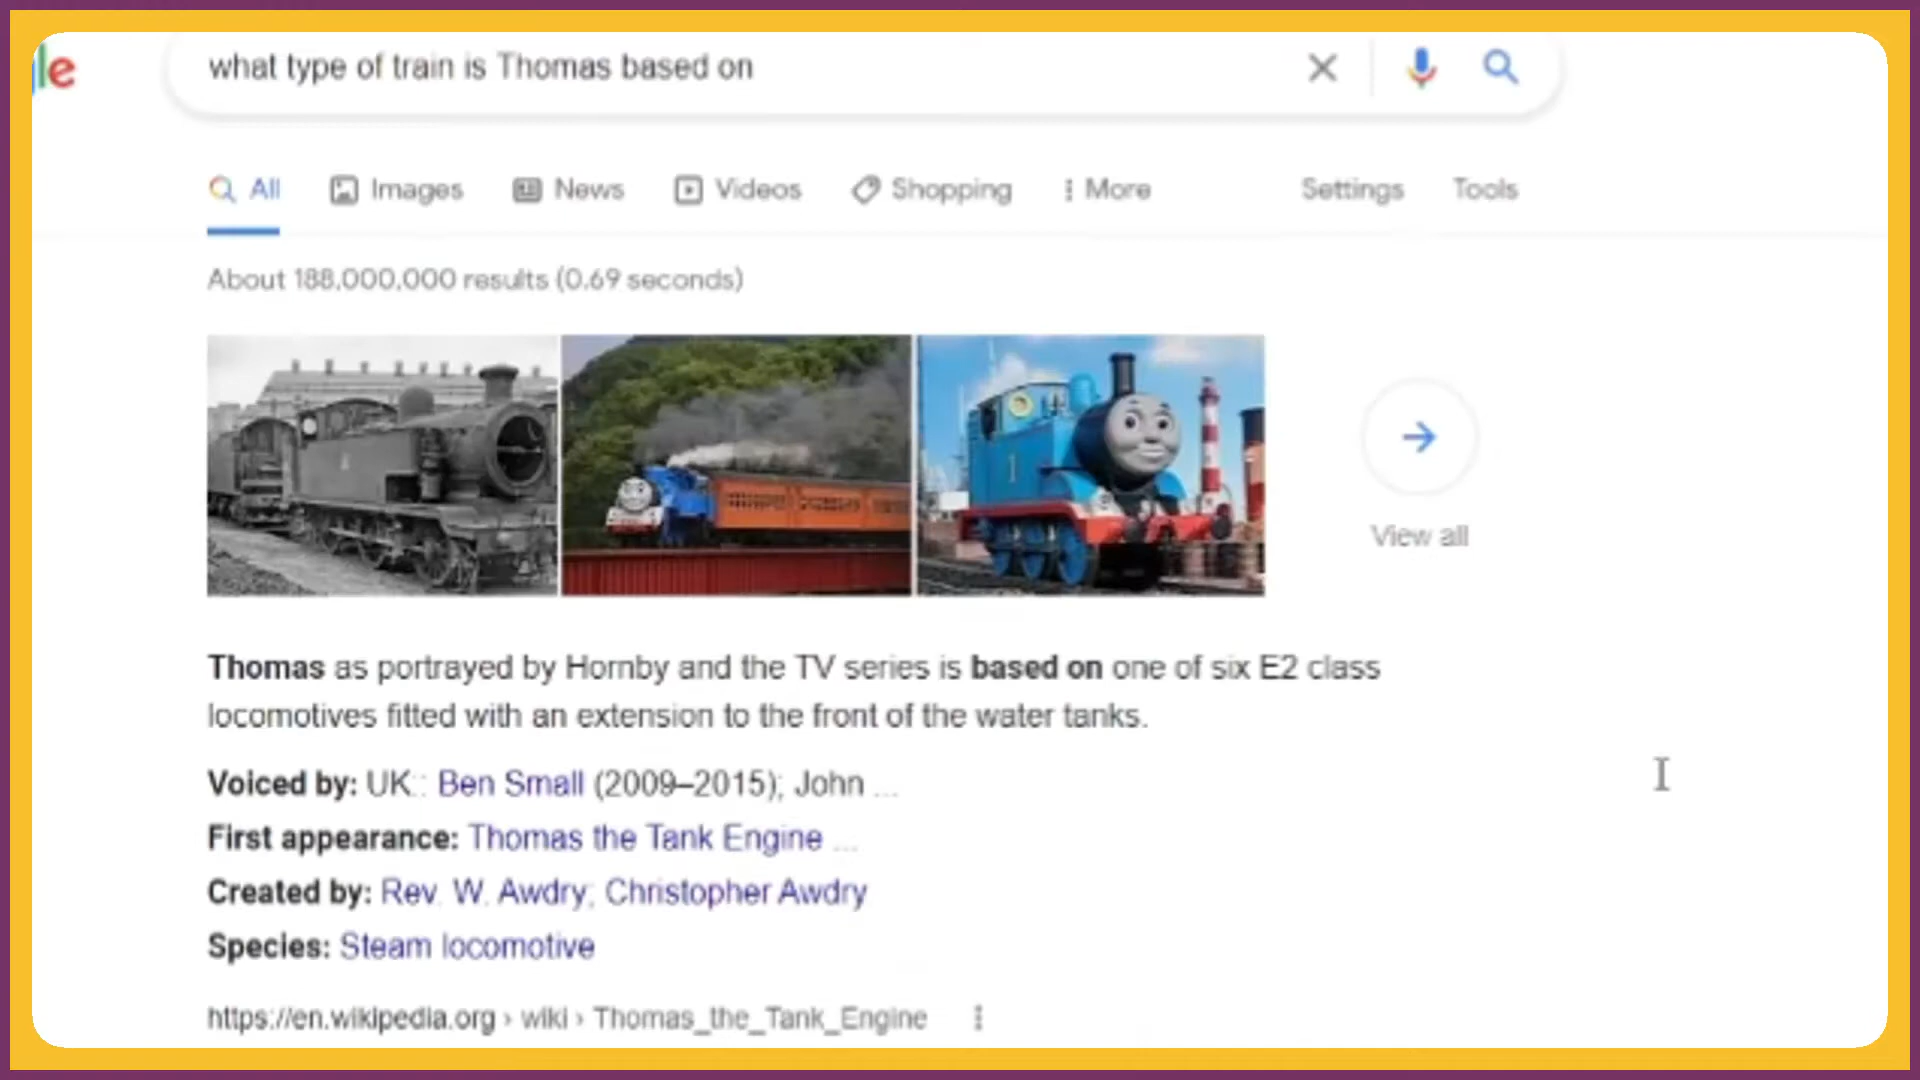 le
what type of train is Thomas based on
All Images News Videos Shopping More Settings Tools
About 188,000,000 results (0.69 seconds)
1
View all
Thomas as portrayed by Hornby and the TV series is based on one of six E2 class
locomotives fitted with an extension to the front of the water tanks.
Voiced by: UK: Ben Small (2009–2015); John ...
First appearance: Thomas the Tank Engine ...
Created by: Rev. W. Awdry; Christopher Awdry
Species: Steam locomotive
https://en.wikipedia.org › wiki › Thomas_the_Tank_Engine